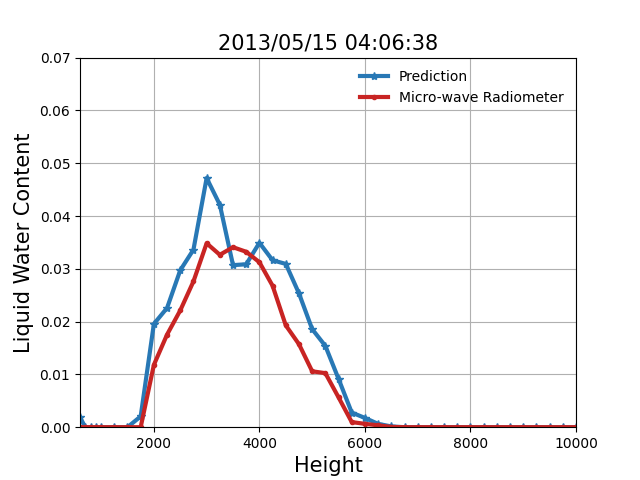 2013/05/15 04:06:38
0.07
0.06
0.05
0.04
0.03
0.02
0.01
0.00
Liquid Water Content
Prediction
Micro-wave Radiometer
2000 4000 6000 8000 10000
Height